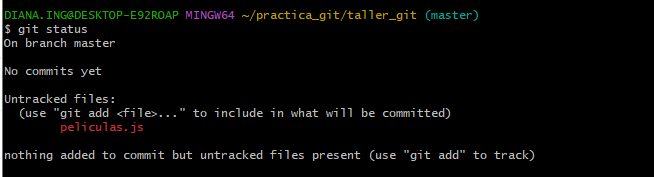 DIANA.ING@DESKTOP-E92ROAP MINGW64 ~/practica_git/taller_git (master)
$ git status
On branch master
No commits yet
Untracked files:
(use "git add <file>..." to include in what will be committed)
peliculas.js
nothing added to commit but untracked files present (use "git add" to track)